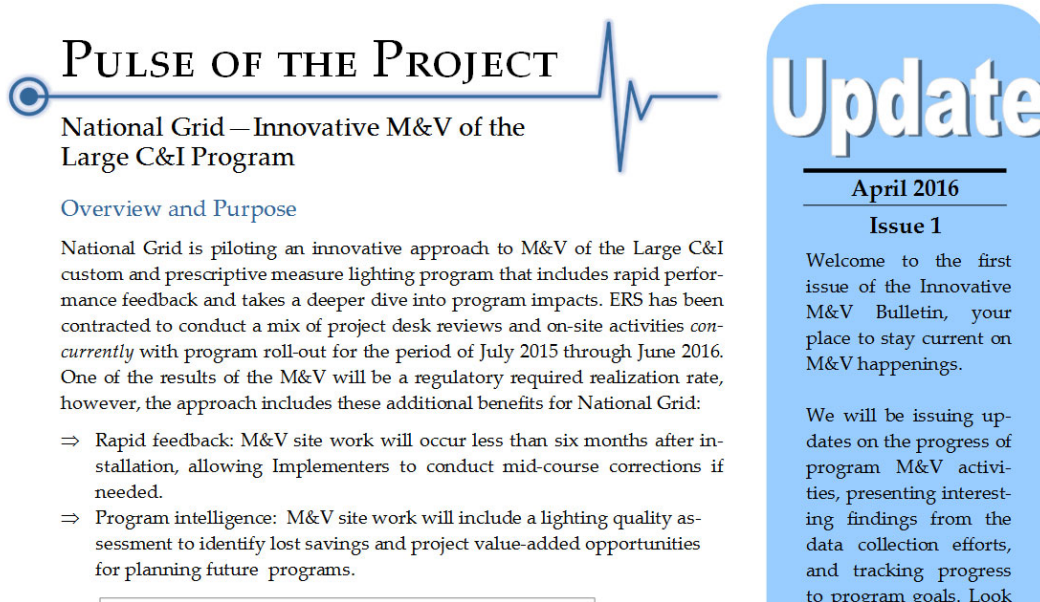 PULSE OF THE PROJECT
National Grid — Innovative M&V of the
Large C&I Program
Overview and Purpose
National Grid is piloting an innovative approach to M&V of the Large C&I
custom and prescriptive measure lighting program that includes rapid perfor-
mance feedback and takes a deeper dive into program impacts. ERS has been
contracted to conduct a mix of project desk reviews and on-site activities con-
currently with program roll-out for the period of July 2015 through June 2016.
One of the results of the M&V will be a regulatory required realization rate,
however, the approach includes these additional benefits for National Grid:
⇒ Rapid feedback: M&V site work will occur less than six months after in-
stallation, allowing Implementers to conduct mid-course corrections if
needed.
⇒ Program intelligence: M&V site work will include a lighting quality as-
sessment to identify lost savings and project value-added opportunities
for planning future programs.
Update
April 2016
Issue 1
Welcome to the first
issue of the Innovative
M&V Bulletin, your
place to stay current on
M&V happenings.
We will be issuing up-
dates on the progress of
program M&V activi-
ties, presenting interest-
ing findings from the
data collection efforts,
and tracking progress
to program goals. Look